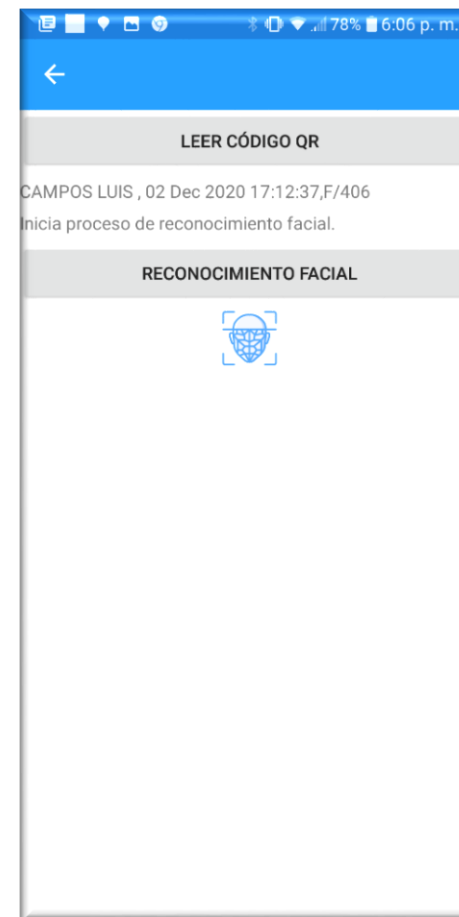 78% 6:06 p. m.
LEER CÓDIGO QR
CAMPOS LUIS , 02 Dec 2020 17:12:37,F/406
Inicia proceso de reconocimiento facial.
RECONOCIMIENTO FACIAL